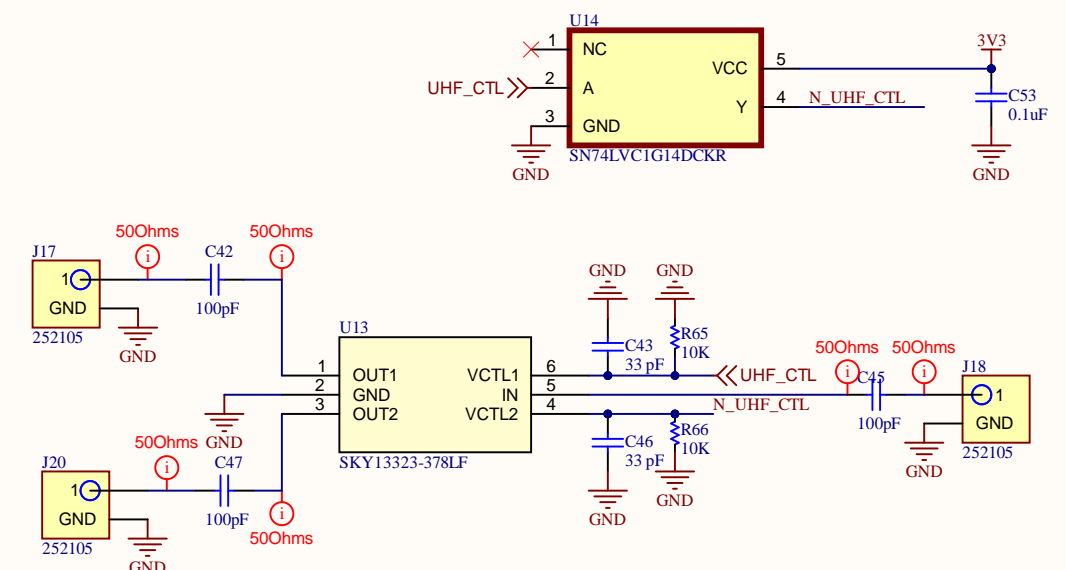 U14
1 NC
UHF_CTL 2 A
3 GND
VCC 5
Y 4 N_UHF_CTL
SN74LVC1G14DCKR
GND
3V3
C53
0.1uF
GND
J17
50Ohms
C42
50Ohms
1
GND
100pF
252105
GND
U13
1 OUT1
2 GND
3 OUT2
VCTL1 6
IN 5
VCTL2 4
SKY13323-378LF
GND
GND
GND
C43
33 pF
R65
10K
UHF_CTL
N_UHF_CTL
C46
33 pF
R66
10K
GND
GND
50Ohms
50Ohms
i
i
C45
100pF
J18
1
GND
252105
GND
J20
50Ohms
C47
i
i
i
i
1
GND
100pF
50Ohms
252105
GND